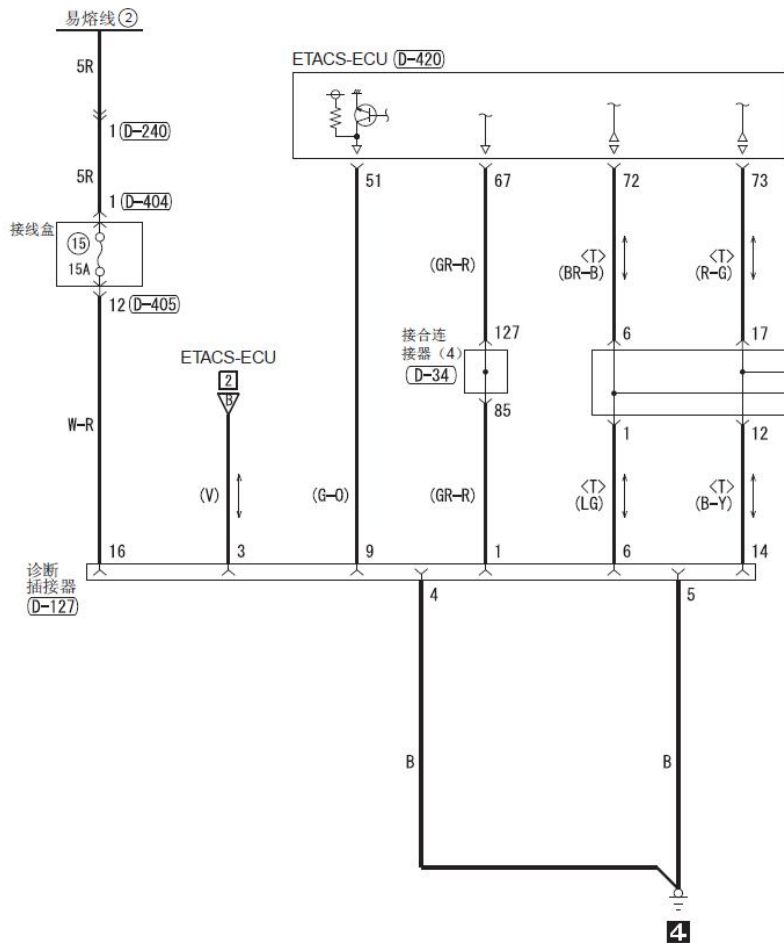 易熔线②
5R
1 (D-240)
5R
1 (D-404)
接线盒
⑮
15A
12 (D-405)
W-R
16
ETACS-ECU
2
B
(V)
3
ETACS-ECU (D-420)
51
67
72
73
(GR-R)
<T>
(BR-B)
<T>
(R-G)
127
6
17
接合连
接器（4）
(D-34)
85
1
12
(G-O)
(GR-R)
<T>
(LG)
<T>
(B-Y)
9
1
6
14
诊断
插接器
(D-127)
4
5
B
B
4